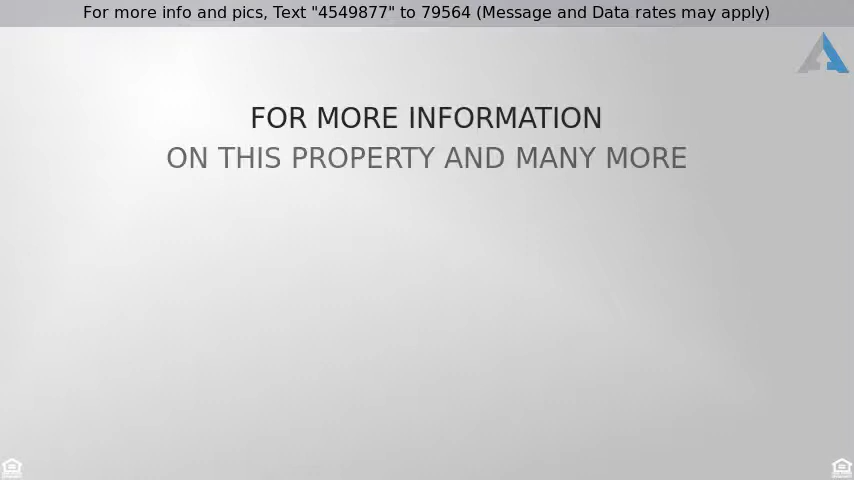 For more info and pics, Text "4549877" to 79564 (Message and Data rates may apply)
FOR MORE INFORMATION
ON THIS PROPERTY AND MANY MORE